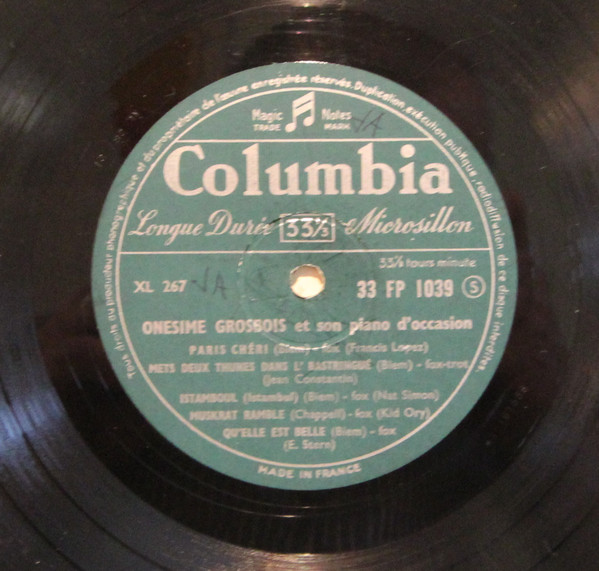 Tous droits du producteur phonographique et du propriétaire de l'œuvre enregistrée réservés. Duplication, exécution publique, radiodiffusion de ce disque interdites.
Magic Notes
TRADE MARK
VA
Columbia
Longue Durée 33⅓ Microsillon
33⅓ tours minute
XL 267 VA 33 FP 1039 S
ONESIME GROSBOIS et son piano d'occasion
PARIS CHÉRI (Biem) - fox (Francis Lopez)
METS DEUX THUNES DANS L'BASTRINGUE (Biem) - fox-trot
(Jean Constantin)
ISTAMBOUL (Istambul) (Biem) - fox (Nat Simon)
MUSKRAT RAMBLE (Chappell) - fox (Kid Ory)
QU'ELLE EST BELLE (Biem) - fox
(E. Stern)
MADE IN FRANCE